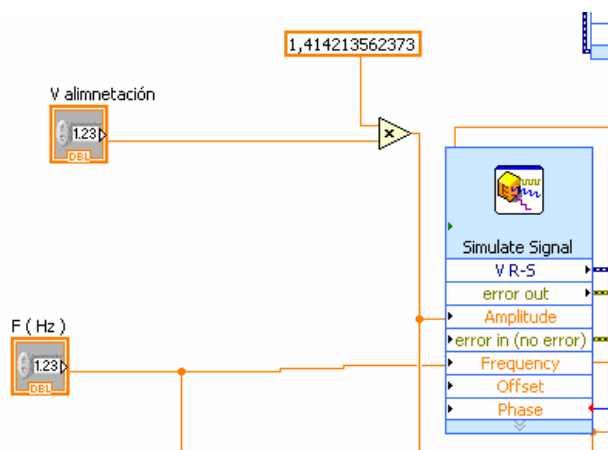 1,414213562373
V alimnetación
1.23
DBL
x
Simulate Signal
V R-S
error out
Amplitude
error in (no error)
Frequency
Offset
Phase
F ( Hz )
1.23
DBL